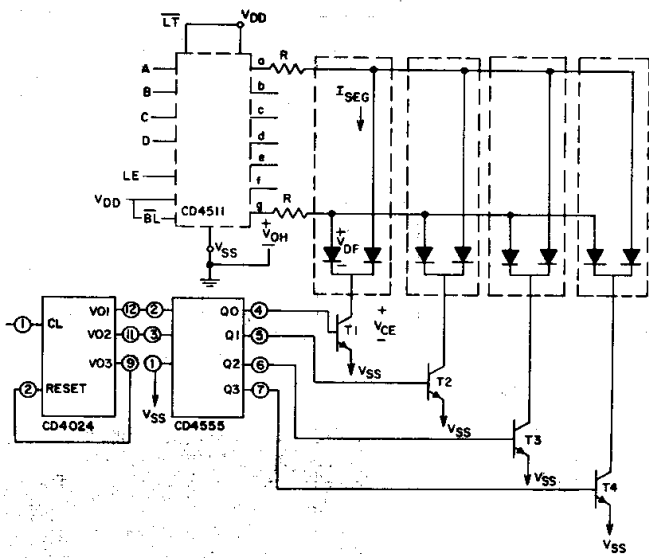 LT VDD
A a R
B b
C c
D d
LE e
f
VDD g R
BL CD4511
+ VOH -
VSS
ISEG
+ VDF -
1 CL VO1 12 2 Q0 4
VO2 11 3 Q1 5
VO3 9 1 Q2 6
2 RESET VSS Q3 7
CD4024 CD4555
T1 + VCE -
VSS
T2
VSS
T3
VSS
T4
VSS